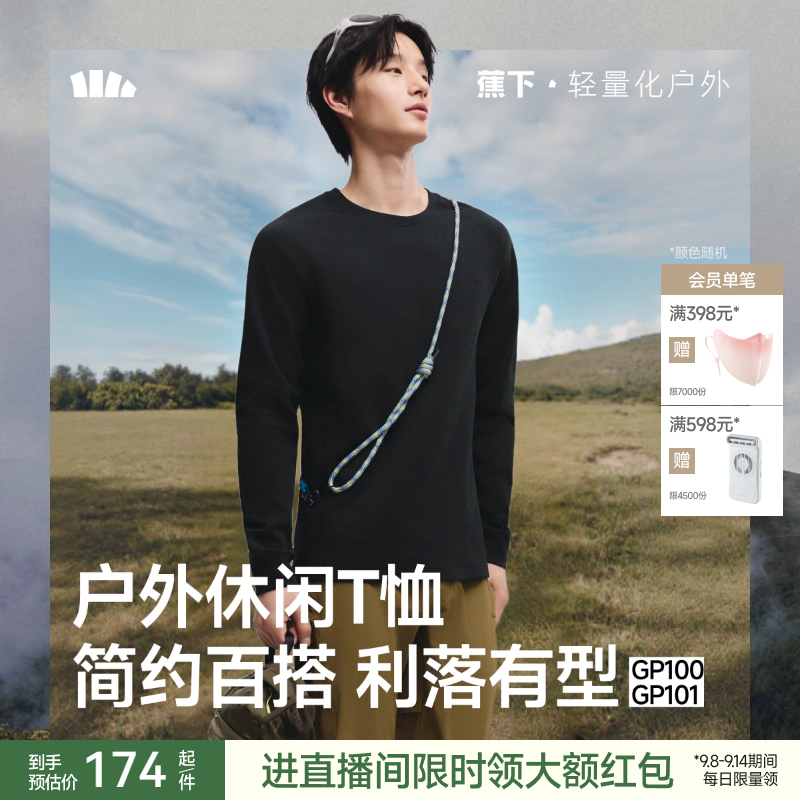 蕉下·轻量化户外
*颜色随机
会员单笔
满398元*
赠
限7000份
满598元*
赠
限4500份
户外休闲T恤
简约百搭 利落有型
GP100
GP101
到手
预估价
174
起/件
进直播间限时领大额红包
*9.8-9.14期间
每日限量领